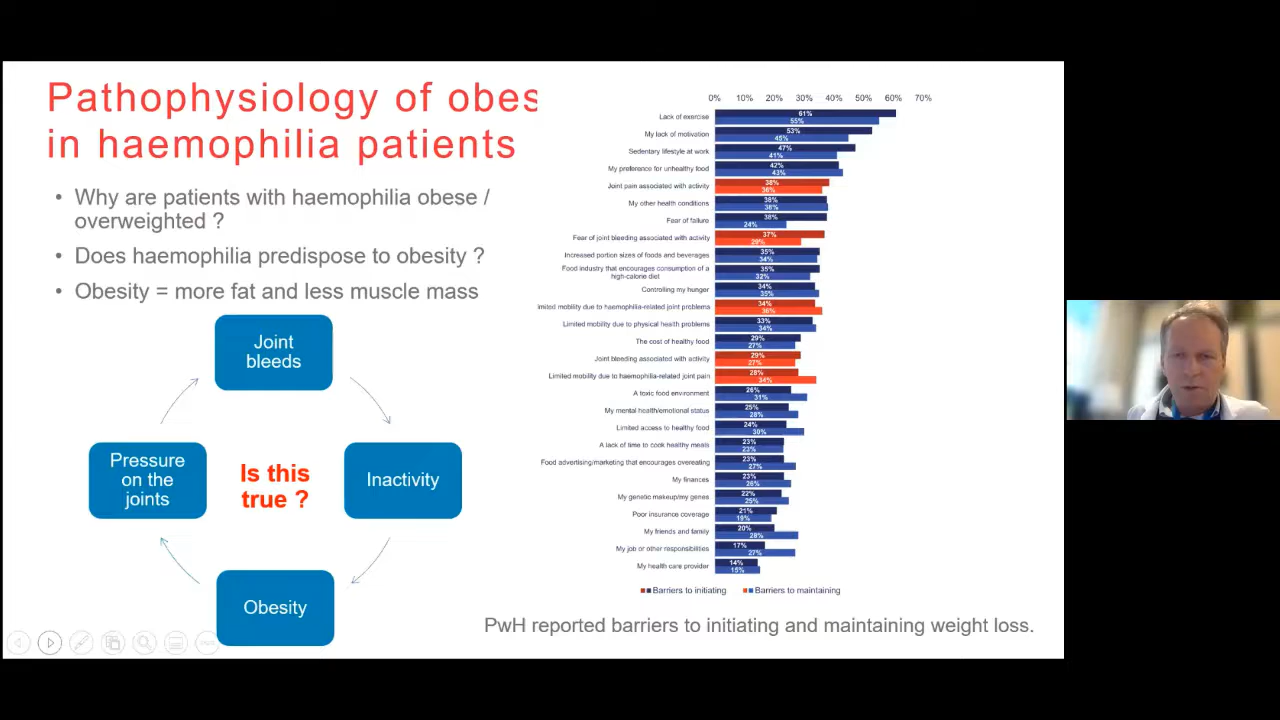 Pathophysiology of obes
in haemophilia patients
• Why are patients with haemophilia obese /
overweighted ?
• Does haemophilia predispose to obesity ?
• Obesity = more fat and less muscle mass
Joint
bleeds
Inactivity
Obesity
Pressure
on the
joints
Is this
true ?
0% 10% 20% 30% 40% 50% 60% 70%
Lack of exercise 61%
55%
My lack of motivation 53%
45%
Sedentary lifestyle at work 47%
41%
My preference for unhealthy food 42%
43%
Joint pain associated with activity 38%
36%
My other health conditions 38%
38%
Fear of failure 38%
24%
Fear of joint bleeding associated with activity 37%
29%
Increased portion sizes of foods and beverages 35%
34%
Food industry that encourages consumption of a
high-calorie diet 35%
32%
Controlling my hunger 34%
35%
imited mobility due to haemophilia-related joint problems 34%
36%
Limited mobility due to physical health problems 33%
34%
The cost of healthy food 29%
27%
Joint bleeding associated with activity 29%
27%
Limited mobility due to haemophilia-related joint pain 28%
34%
A toxic food environment 26%
31%
My mental health/emotional status 25%
28%
Limited access to healthy food 24%
30%
A lack of time to cook healthy meals 23%
23%
Food advertising/marketing that encourages overeating 23%
27%
My finances 23%
26%
My genetic makeup/my genes 22%
25%
Poor insurance coverage 21%
19%
My friends and family 20%
28%
My job or other responsibilities 17%
27%
My health care provider 14%
15%
Barriers to initiating Barriers to maintaining
PwH reported barriers to initiating and maintaining weight loss.